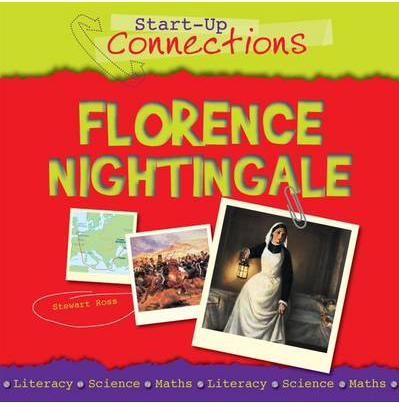 Start-Up
Connections
FLORENCE
NIGHTINGALE
Stewart Ross
Literacy Science Maths Literacy Science Maths